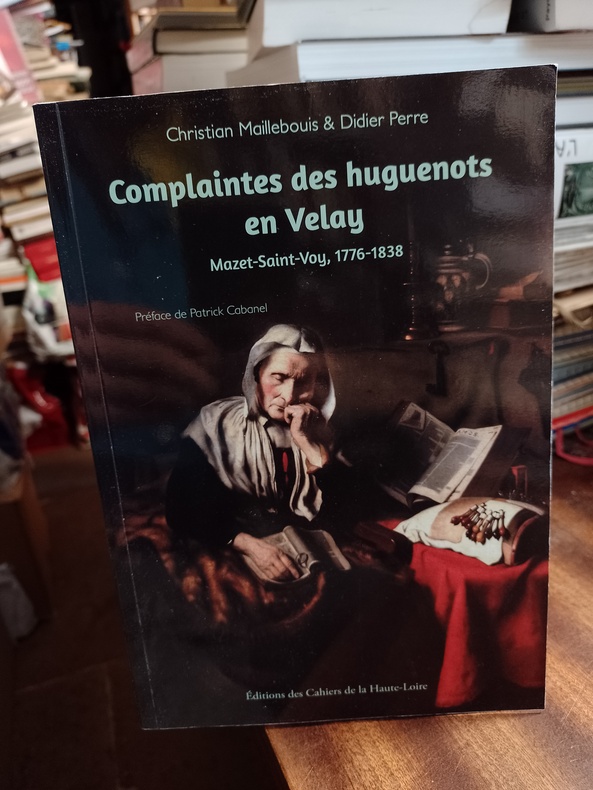 Christian Maillebouis & Didier Perre
Complaintes des huguenots
en Velay
Mazet-Saint-Voy, 1776-1838
Préface de Patrick Cabanel
Éditions des Cahiers de la Haute-Loire